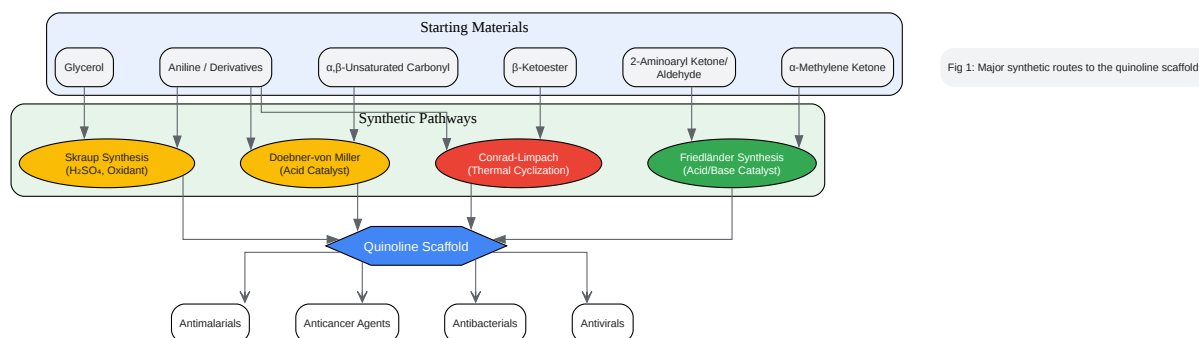 Starting Materials
Glycerol
Aniline / Derivatives
α,β-Unsaturated Carbonyl
β-Ketoester
2-Aminoaryl Ketone/
Aldehyde
α-Methylene Ketone
Fig 1: Major synthetic routes to the quinoline scaffold
Synthetic Pathways
Skraup Synthesis
(H₂SO₄, Oxidant)
Doebner-von Miller
(Acid Catalyst)
Conrad-Limpach
(Thermal Cyclization)
Friedländer Synthesis
(Acid/Base Catalyst)
Quinoline Scaffold
Antimalarials
Anticancer Agents
Antibacterials
Antivirals